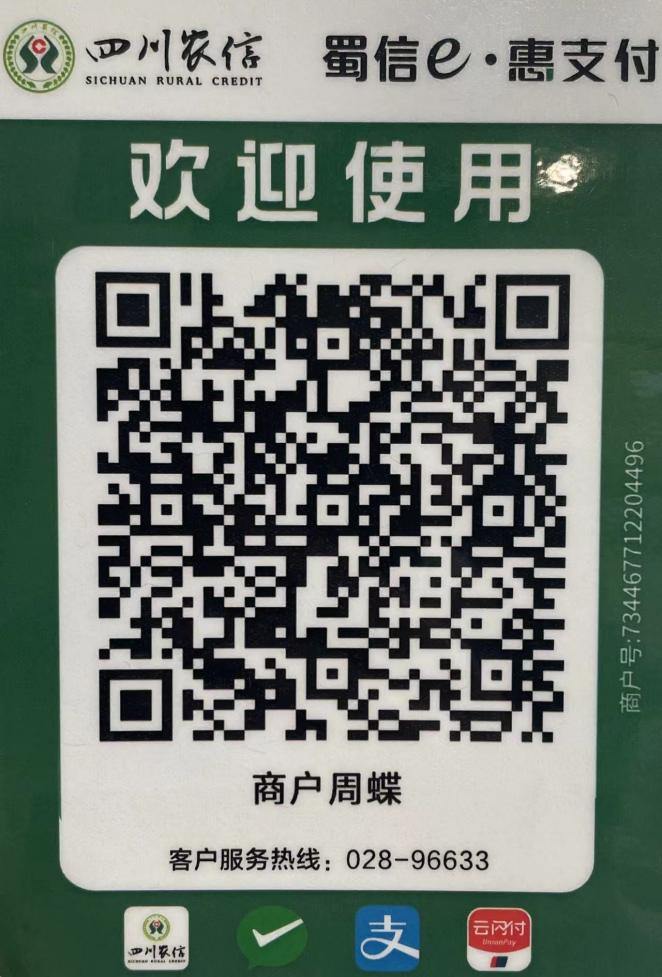 四川农信
SICHUAN RURAL CREDIT
蜀信e·惠支付
欢迎使用
商户号:734467712204496
商户周蝶
客户服务热线：028-96633
四川农信
支
云闪付
UnionPay